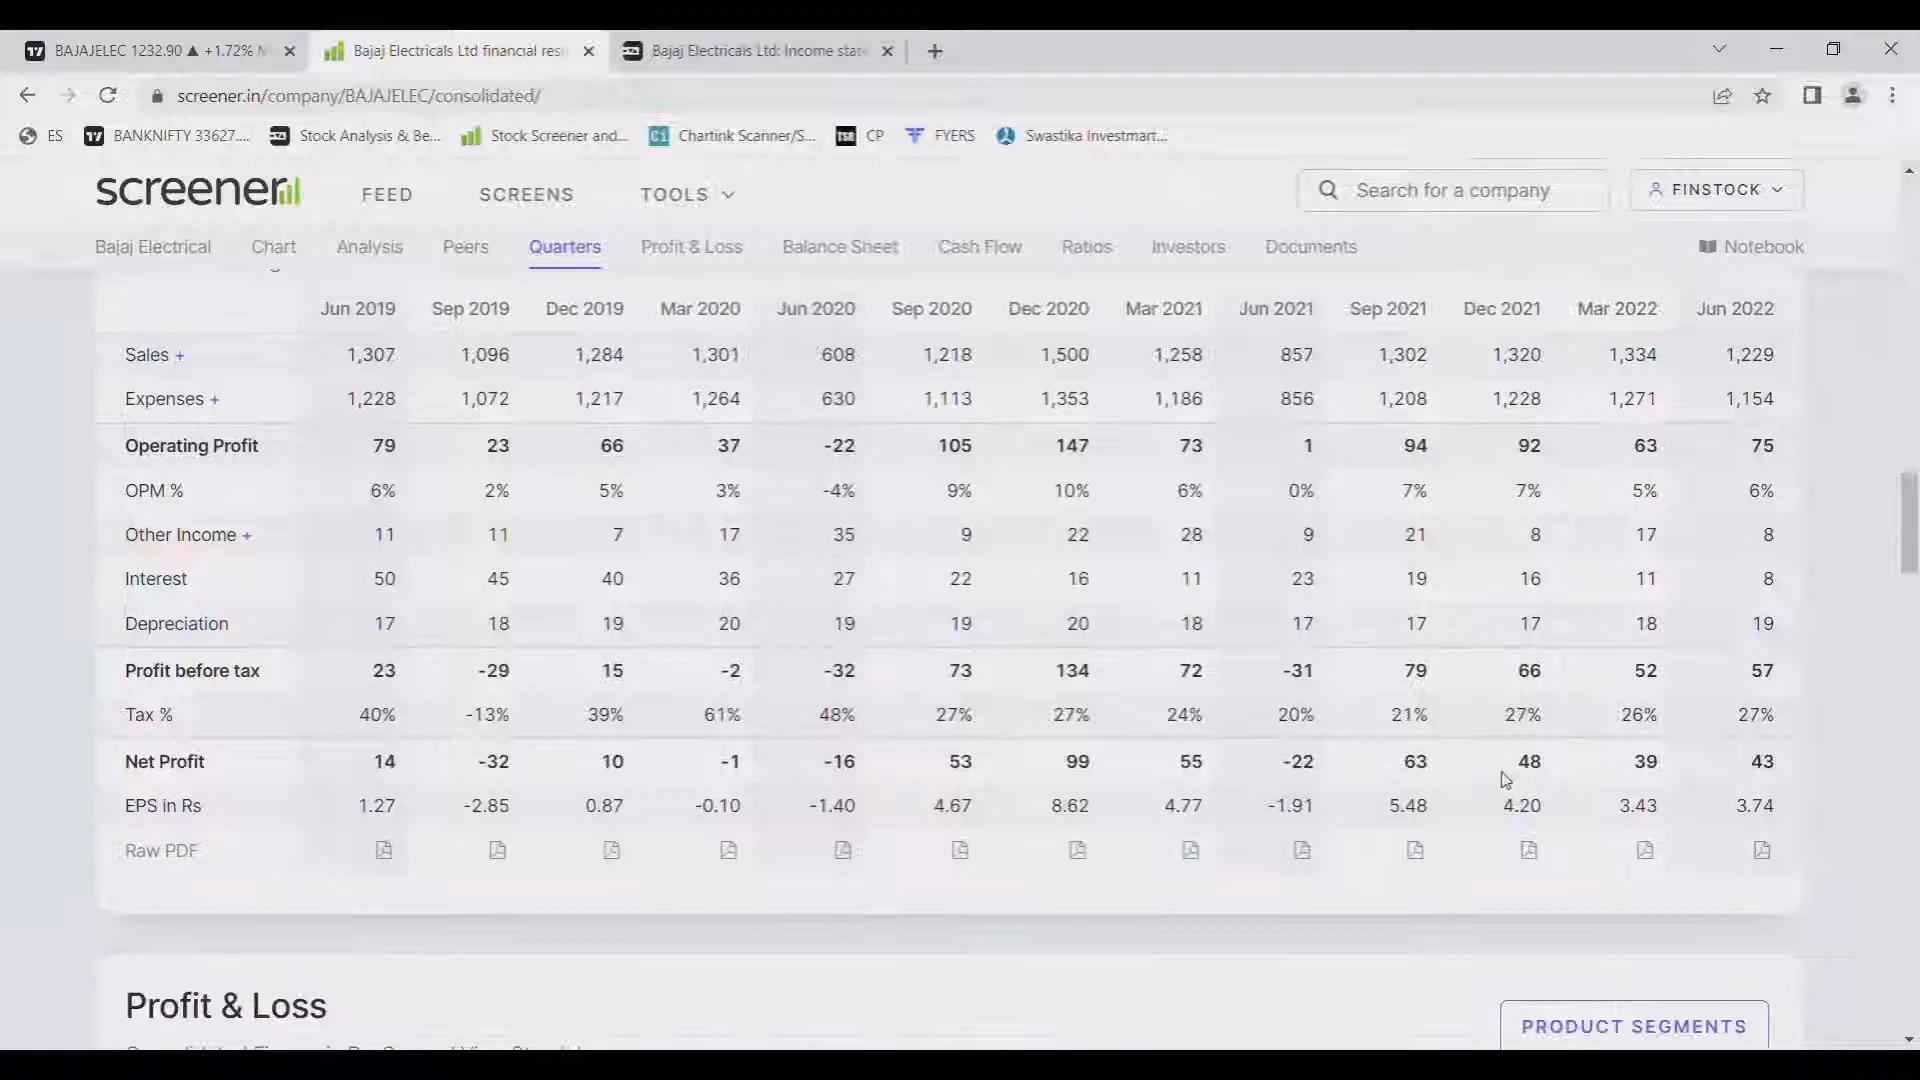 BAJAJELEC 1232.90 ▲ +1.72% Bajaj Electricals Ltd financial res Bajaj Electricals Ltd: Income stat
screener.in/company/BAJAJELEC/consolidated/
ES BANKNIFTY 33627.... Stock Analysis & Be... Stock Screener and... Chartink Scanner/S... CP FYERS Swastika Investmart...
screener FEED SCREENS TOOLS Search for a company FINSTOCK
Bajaj Electrical Chart Analysis Peers Quarters Profit & Loss Balance Sheet Cash Flow Ratios Investors Documents Notebook
Jun 2019 Sep 2019 Dec 2019 Mar 2020 Jun 2020 Sep 2020 Dec 2020 Mar 2021 Jun 2021 Sep 2021 Dec 2021 Mar 2022 Jun 2022
Sales + 1,307 1,096 1,284 1,301 608 1,218 1,500 1,258 857 1,302 1,320 1,334 1,229
Expenses + 1,228 1,072 1,217 1,264 630 1,113 1,353 1,186 856 1,208 1,228 1,271 1,154
Operating Profit 79 23 66 37 -22 105 147 73 1 94 92 63 75
OPM % 6% 2% 5% 3% -4% 9% 10% 6% 0% 7% 7% 5% 6%
Other Income + 11 11 7 17 35 9 22 28 9 21 8 17 8
Interest 50 45 40 36 27 22 16 11 23 19 16 11 8
Depreciation 17 18 19 20 19 19 20 18 17 17 17 18 19
Profit before tax 23 -29 15 -2 -32 73 134 72 -31 79 66 52 57
Tax % 40% -13% 39% 61% 48% 27% 27% 24% 20% 21% 27% 26% 27%
Net Profit 14 -32 10 -1 -16 53 99 55 -22 63 48 39 43
EPS in Rs 1.27 -2.85 0.87 -0.10 -1.40 4.67 8.62 4.77 -1.91 5.48 4.20 3.43 3.74
Raw PDF
Profit & Loss
PRODUCT SEGMENTS